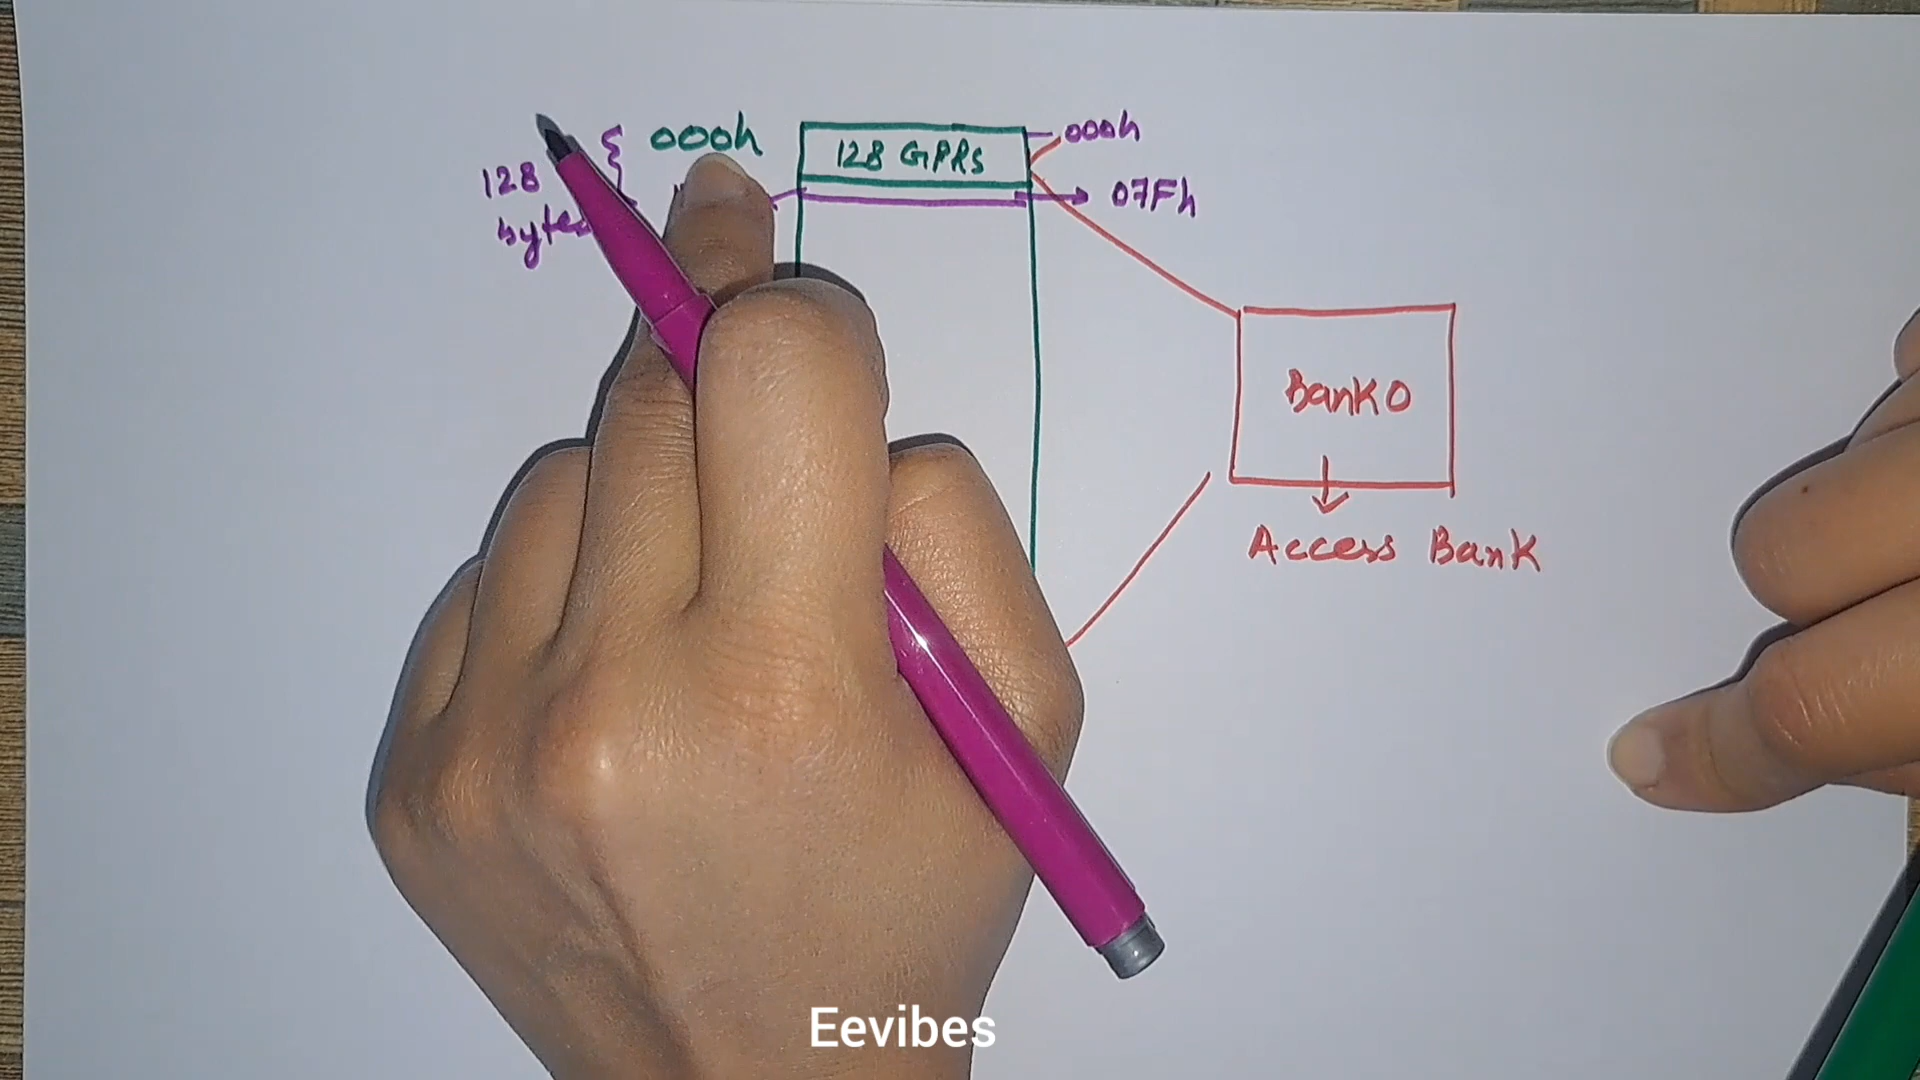 000h
128 GPRs
000h
128
bytes
07Fh
Bank0
Access Bank
Eevibes